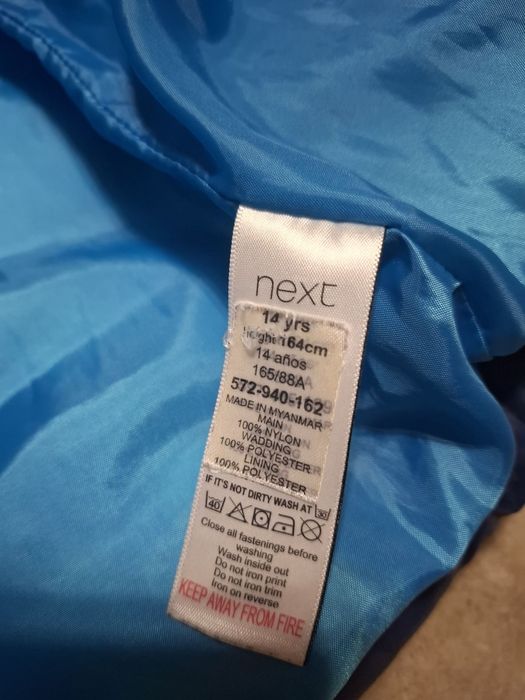 next
14 yrs
height 164cm
14 años
165/88A
572-940-162
MADE IN MYANMAR
MAIN
100% NYLON
WADDING
100% POLYESTER
LINING
100% POLYESTER
IF IT'S NOT DIRTY WASH AT 30
40
Close all fastenings before
washing
Wash inside out
Do not iron print
Do not iron trim
Iron on reverse
KEEP AWAY FROM FIRE